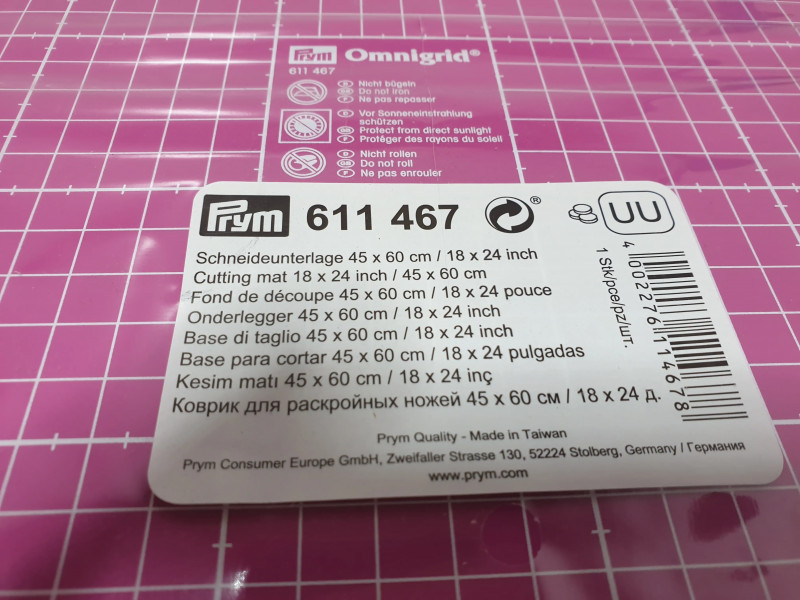 Prym Omnigrid®
611 467
D Nicht bügeln
GB Do not iron
F Ne pas repasser
D Vor Sonneneinstrahlung
schützen
GB Protect from direct sunlight
F Protéger des rayons du soleil
D Nicht rollen
GB Do not roll
F Ne pas enrouler
Prym 611 467 ® UU
Schneideunterlage 45 x 60 cm / 18 x 24 inch
Cutting mat 18 x 24 inch / 45 x 60 cm
Fond de découpe 45 x 60 cm / 18 x 24 pouce
Onderlegger 45 x 60 cm / 18 x 24 inch
Base di taglio 45 x 60 cm / 18 x 24 inch
Base para cortar 45 x 60 cm / 18 x 24 pulgadas
Kesim matı 45 x 60 cm / 18 x 24 inç
Коврик для раскройных ножей 45 x 60 см / 18 x 24 д.
1 Stk/pce/pz/шт.
4 002276 114678
Prym Quality - Made in Taiwan
Prym Consumer Europe GmbH, Zweifaller Strasse 130, 52224 Stolberg, Germany / Германия
www.prym.com